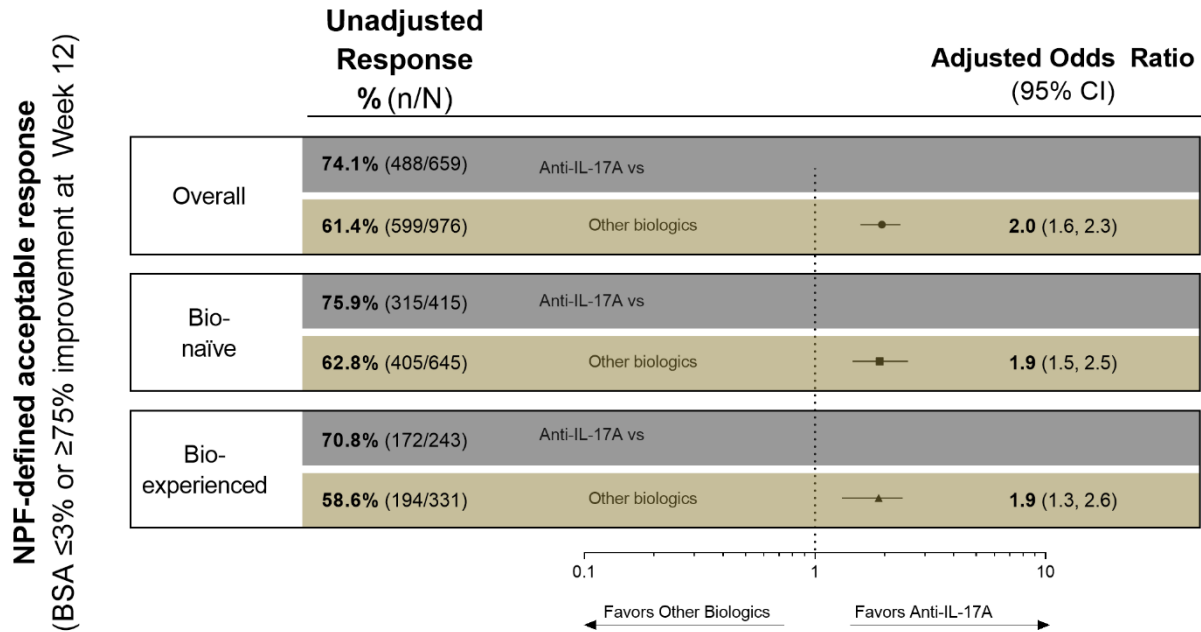 NPF-defined acceptable response
(BSA ≤3% or ≥75% improvement at Week 12)
Unadjusted
Response
% (n/N)
Adjusted Odds Ratio
(95% CI)
Overall
74.1% (488/659)
Anti-IL-17A vs
61.4% (599/976)
Other biologics
2.0 (1.6, 2.3)
Bio-
naïve
75.9% (315/415)
Anti-IL-17A vs
62.8% (405/645)
Other biologics
1.9 (1.5, 2.5)
Bio-
experienced
70.8% (172/243)
Anti-IL-17A vs
58.6% (194/331)
Other biologics
1.9 (1.3, 2.6)
0.1
1
10
Favors Other Biologics
Favors Anti-IL-17A